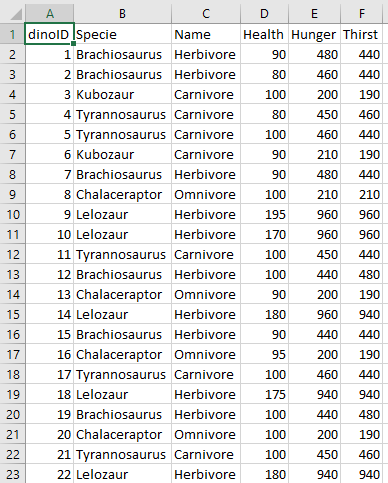 A B C D E F
1 dinoID Specie Name Health Hunger Thirst
2 1 Brachiosaurus Herbivore 90 480 440
3 2 Brachiosaurus Herbivore 80 460 440
4 3 Kubozaur Carnivore 100 200 190
5 4 Tyrannosaurus Carnivore 80 450 460
6 5 Tyrannosaurus Carnivore 100 460 440
7 6 Kubozaur Carnivore 90 210 190
8 7 Brachiosaurus Herbivore 90 480 440
9 8 Chalaceraptor Omnivore 100 210 210
10 9 Lelozaur Herbivore 195 960 960
11 10 Lelozaur Herbivore 170 960 960
12 11 Tyrannosaurus Carnivore 100 450 440
13 12 Brachiosaurus Herbivore 100 440 480
14 13 Chalaceraptor Omnivore 90 200 190
15 14 Lelozaur Herbivore 180 960 940
16 15 Brachiosaurus Herbivore 90 440 440
17 16 Chalaceraptor Omnivore 95 200 190
18 17 Tyrannosaurus Carnivore 100 460 440
19 18 Lelozaur Herbivore 175 940 940
20 19 Brachiosaurus Herbivore 100 440 480
21 20 Chalaceraptor Omnivore 100 200 190
22 21 Tyrannosaurus Carnivore 100 450 460
23 22 Lelozaur Herbivore 180 940 940